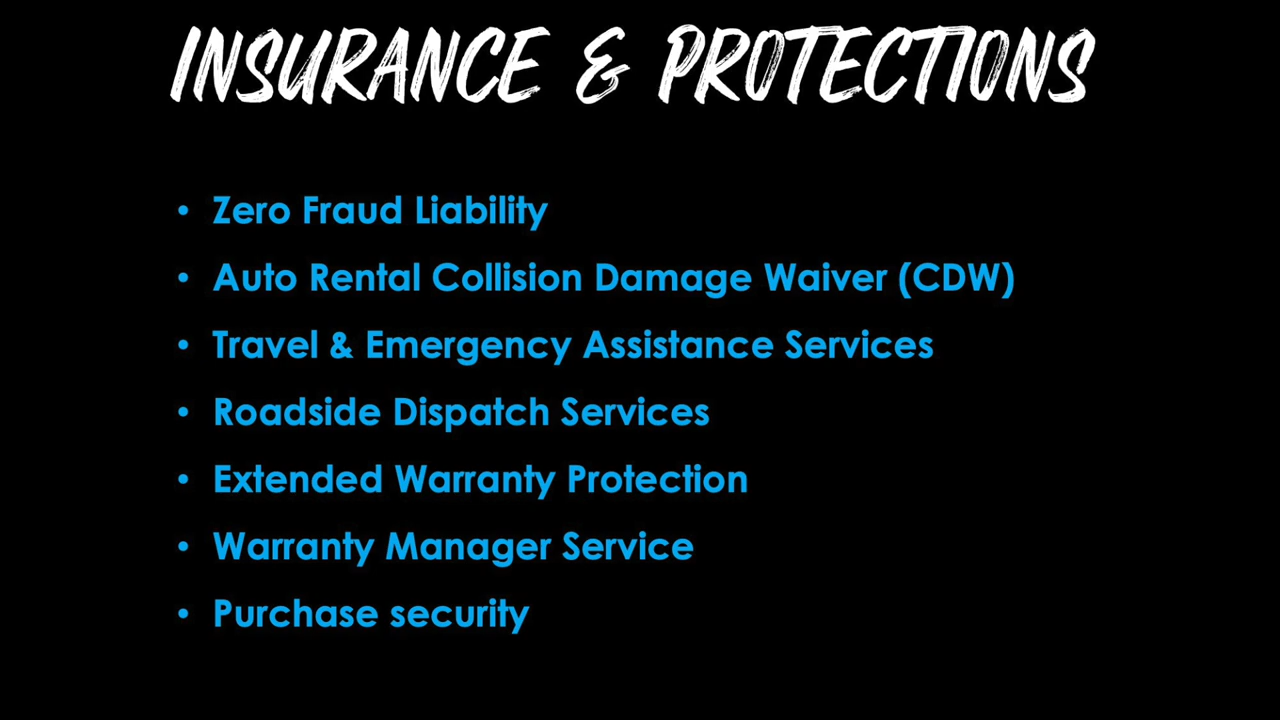 INSURANCE & PROTECTIONS
• Zero Fraud Liability
• Auto Rental Collision Damage Waiver (CDW)
• Travel & Emergency Assistance Services
• Roadside Dispatch Services
• Extended Warranty Protection
• Warranty Manager Service
• Purchase security